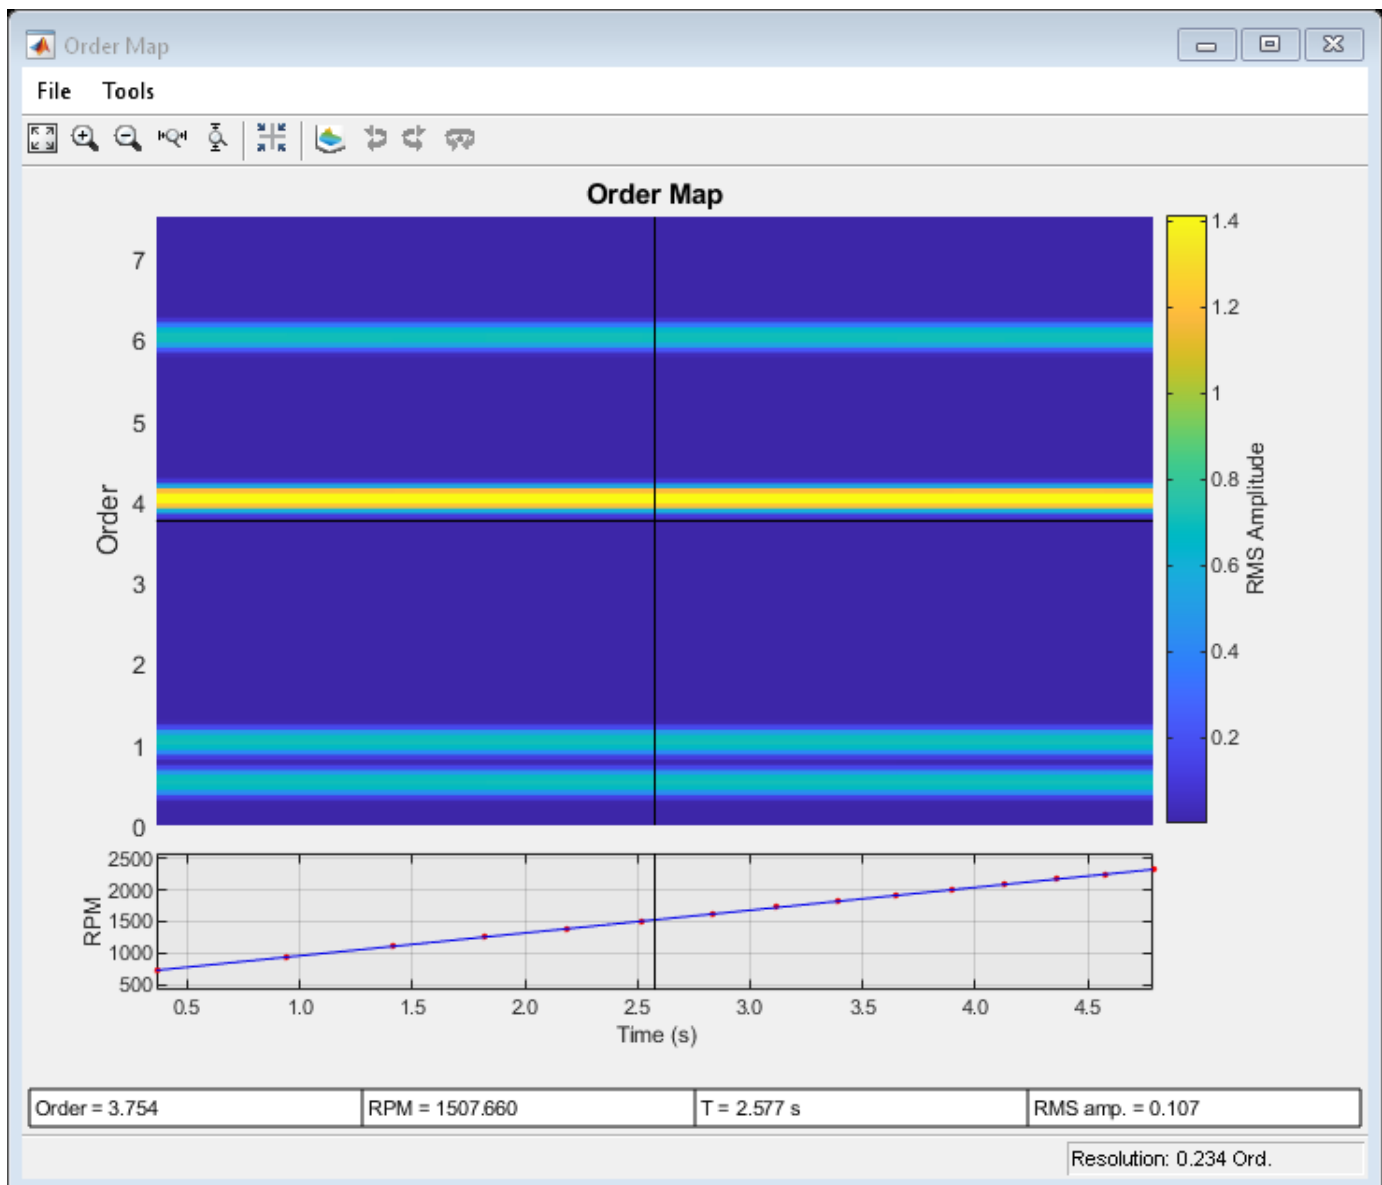 Order Map
File Tools
Order Map
7
6
5
4
3
2
1
0
Order
1.4
1.2
1
0.8
0.6
0.4
0.2
RMS Amplitude
2500
2000
1500
1000
500
RPM
0.5 1.0 1.5 2.0 2.5 3.0 3.5 4.0 4.5
Time (s)
Order = 3.754 RPM = 1507.660 T = 2.577 s RMS amp. = 0.107
Resolution: 0.234 Ord.